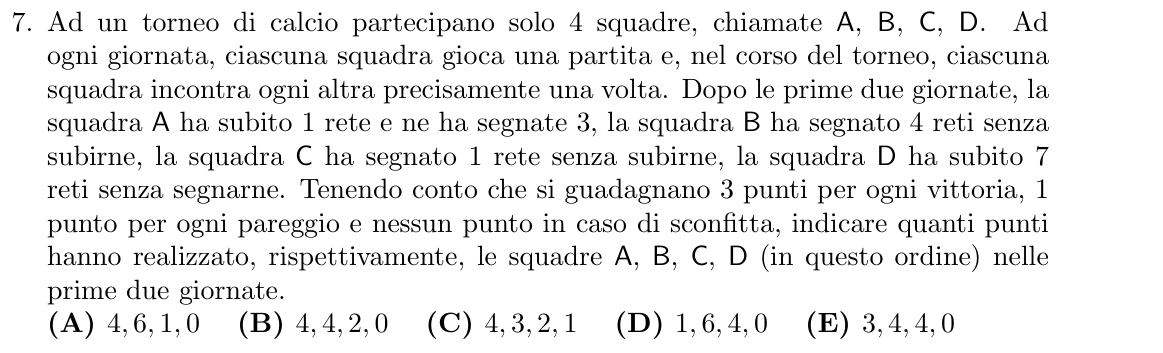 7. Ad un torneo di calcio partecipano solo 4 squadre, chiamate A, B, C, D. Ad
ogni giornata, ciascuna squadra gioca una partita e, nel corso del torneo, ciascuna
squadra incontra ogni altra precisamente una volta. Dopo le prime due giornate, la
squadra A ha subito 1 rete e ne ha segnate 3, la squadra B ha segnato 4 reti senza
subirne, la squadra C ha segnato 1 rete senza subirne, la squadra D ha subito 7
reti senza segnarne. Tenendo conto che si guadagnano 3 punti per ogni vittoria, 1
punto per ogni pareggio e nessun punto in caso di sconfitta, indicare quanti punti
hanno realizzato, rispettivamente, le squadre A, B, C, D (in questo ordine) nelle
prime due giornate.
(A) 4, 6, 1, 0 (B) 4, 4, 2, 0 (C) 4, 3, 2, 1 (D) 1, 6, 4, 0 (E) 3, 4, 4, 0